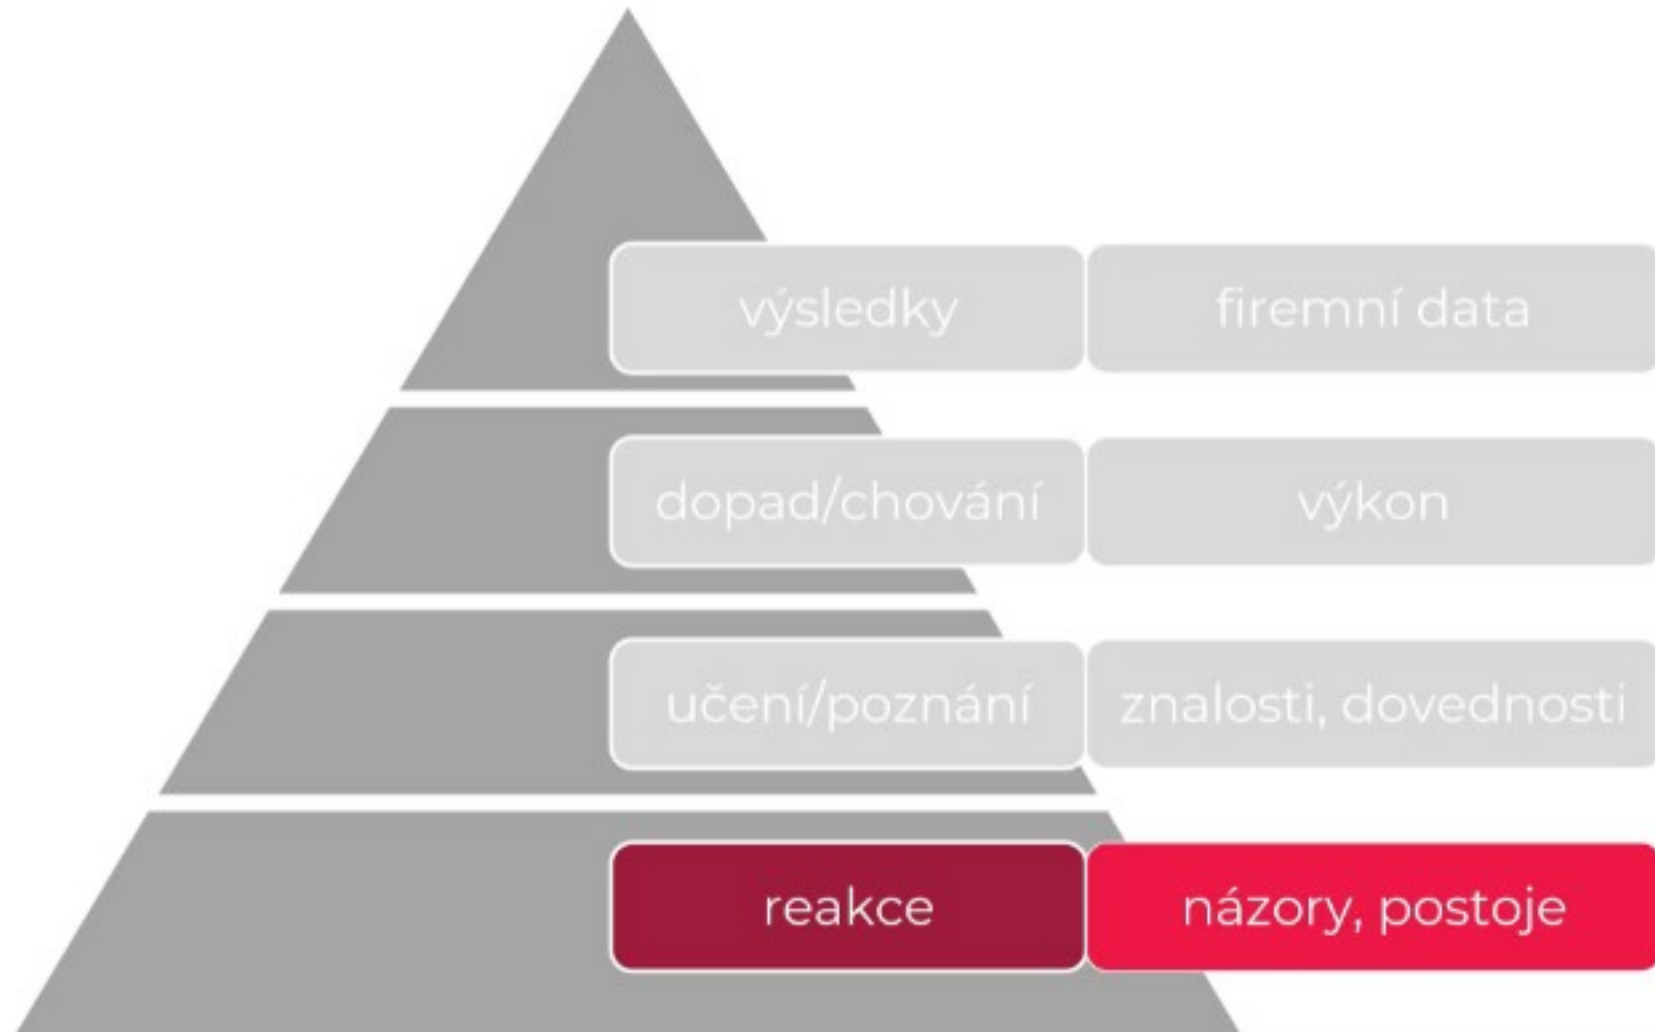 výsledky
firemní data
dopad/chování
výkon
učení/poznání
znalosti, dovednosti
reakce
názory, postoje